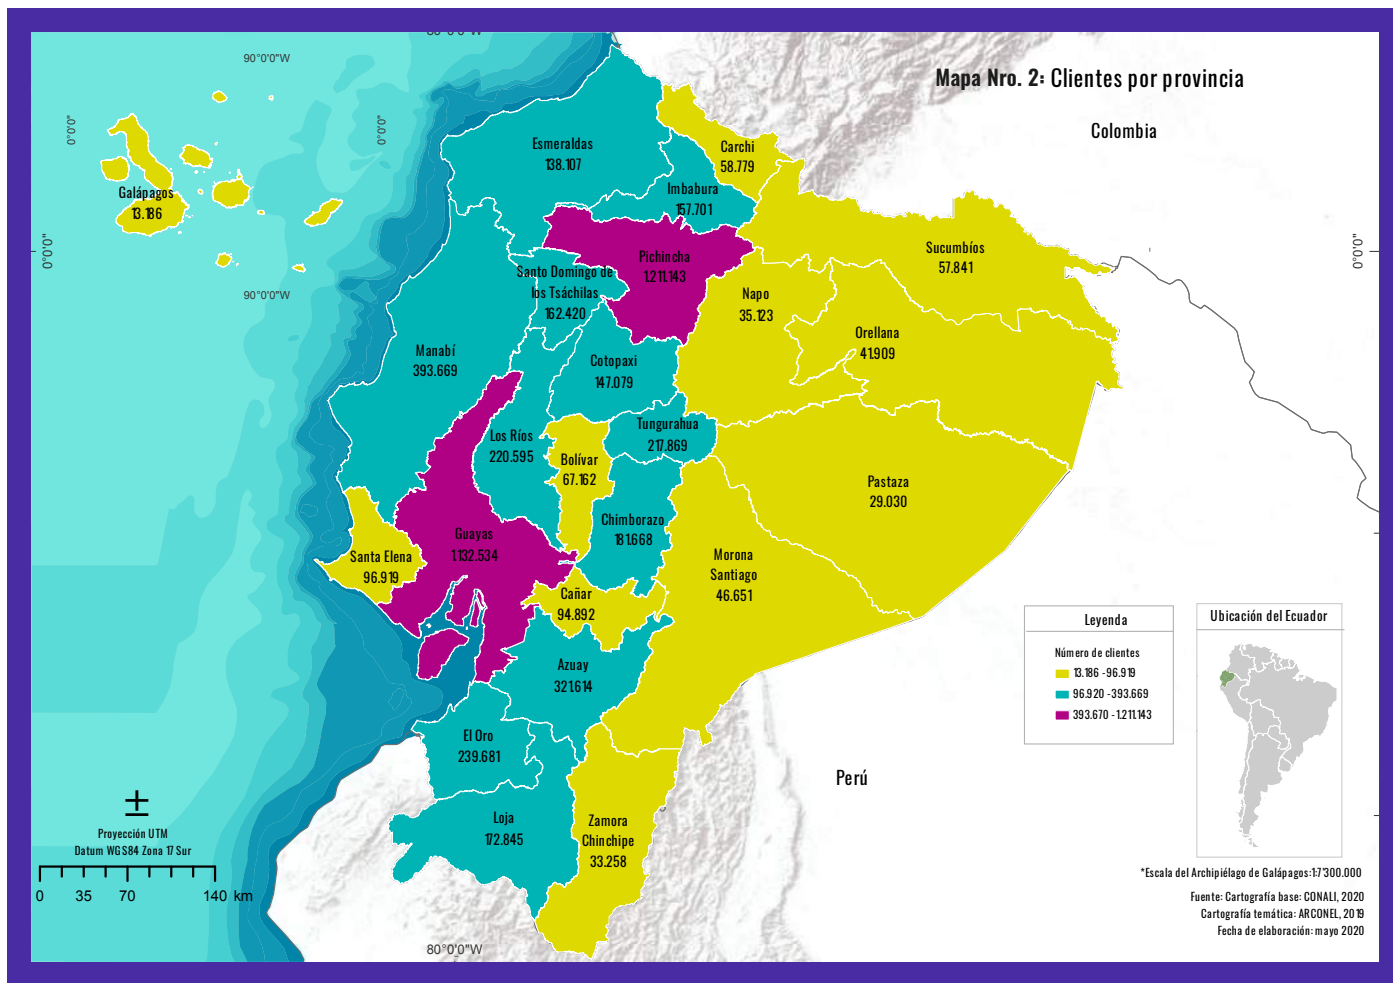 80°0'0"W
90°0'0"W
Mapa Nro. 2: Clientes por provincia
Colombia
0°0'0"
0°0'0"
Esmeraldas
138.107
Carchi
58.779
Imbabura
157.701
Galápagos
13.186
0°0'0"
0°0'0"
Sucumbíos
57.841
Pichincha
1.211.143
Santo Domingo de
los Tsáchilas
162.420
90°0'0"W
Napo
35.123
Orellana
41.909
Manabí
393.669
Cotopaxi
147.079
Tungurahua
217.869
Los Ríos
220.595
Bolívar
67.162
Pastaza
29.030
Chimborazo
181.668
Guayas
1.132.534
Santa Elena
96.919
Morona
Santiago
46.651
Cañar
94.892
Azuay
321.614
El Oro
239.681
Loja
172.845
Zamora
Chinchipe
33.258
Perú
Leyenda
Número de clientes
13.186 -96.919
96.920 -393.669
393.670 -1.211.143
Ubicación del Ecuador
Proyección UTM
Datum WGS84 Zona 17 Sur
0 35 70 140 km
80°0'0"W
*Escala del Archipiélago de Galápagos:1:7'300.000
Fuente: Cartografía base: CONALI, 2020
Cartografía temática: ARCONEL, 2019
Fecha de elaboración: mayo 2020